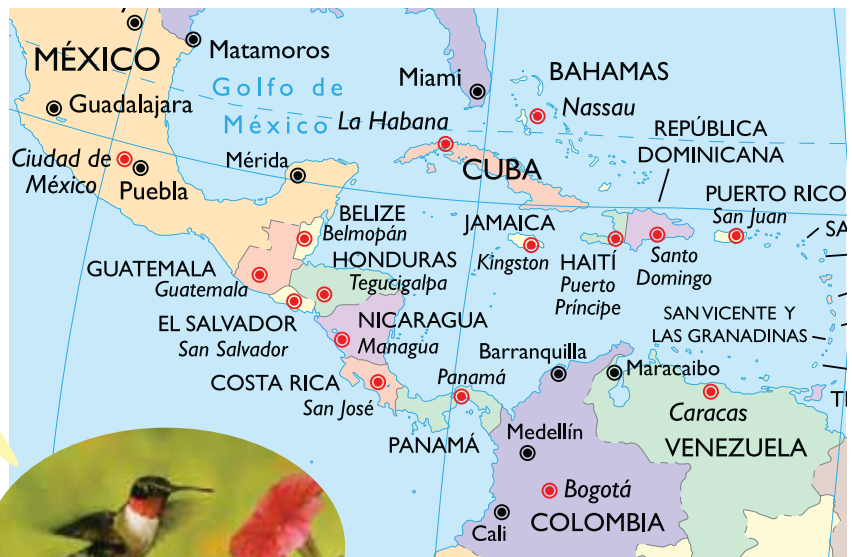 MÉXICO
Matamoros
Golfo de
México
Guadalajara
Ciudad de
México
Puebla
Mérida
Miami
BAHAMAS
Nassau
La Habana
CUBA
REPÚBLICA
DOMINICANA
PUERTO RICO
San Juan
BELIZE
Belmopán
JAMAICA
Kingston
HAITÍ
Puerto
Príncipe
Santo
Domingo
GUATEMALA
Guatemala
HONDURAS
Tegucigalpa
EL SALVADOR
San Salvador
NICARAGUA
Managua
SAN VICENTE Y
LAS GRANADINAS
COSTA RICA
San José
Panamá
PANAMÁ
Barranquilla
Maracaibo
Caracas
VENEZUELA
Medellín
Bogotá
Cali
COLOMBIA